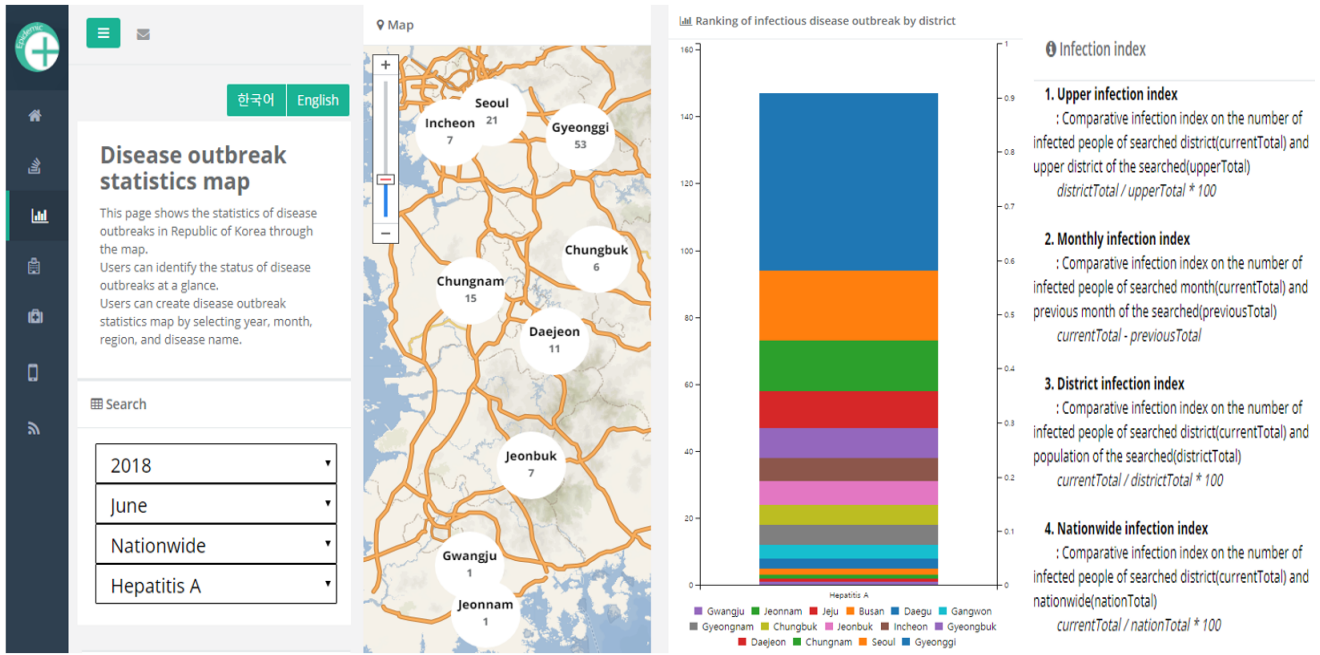 Epidemic
한국어
English
Disease outbreak
statistics map
This page shows the statistics of disease
outbreaks in Republic of Korea through
the map.
Users can identify the status of disease
outbreaks at a glance.
Users can create disease outbreak
statistics map by selecting year, month,
region, and disease name.
Search
2018
June
Nationwide
Hepatitis A
Map
+
−
Seoul
21
Incheon
7
Gyeonggi
53
Chungbuk
6
Chungnam
15
Daejeon
11
Jeonbuk
7
Gwangju
1
Jeonnam
1
Ranking of infectious disease outbreak by district
160
140
120
100
80
60
40
20
0
1
0.9
0.8
0.7
0.6
0.5
0.4
0.3
0.2
0.1
0
Hepatitis A
Gwangju Jeonnam Jeju Busan Daegu Gangwon
Gyeongnam Chungbuk Jeonbuk Incheon Gyeongbuk
Daejeon Chungnam Seoul Gyeonggi
Infection index
1. Upper infection index
: Comparative infection index on the number of
infected people of searched district(currentTotal) and
upper district of the searched(upperTotal)
districtTotal / upperTotal * 100
2. Monthly infection index
: Comparative infection index on the number of
infected people of searched month(currentTotal) and
previous month of the searched(previousTotal)
currentTotal - previousTotal
3. District infection index
: Comparative infection index on the number of
infected people of searched district(currentTotal) and
population of the searched(districtTotal)
currentTotal / districtTotal * 100
4. Nationwide infection index
: Comparative infection index on the number of
infected people of searched district(currentTotal) and
nationwide(nationTotal)
currentTotal / nationTotal * 100